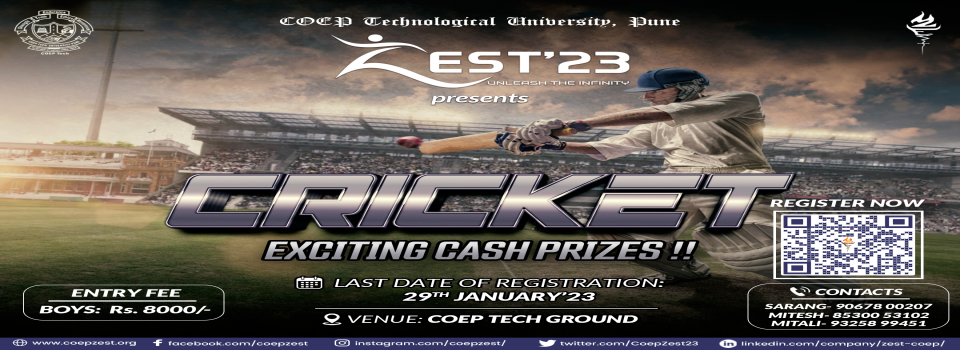 COEP Technological University, Pune
ZEST'23
UNLEASH THE INFINITY
presents
CRICKET
EXCITING CASH PRIZES !!
REGISTER NOW
LAST DATE OF REGISTRATION:
29TH JANUARY'23
VENUE: COEP TECH GROUND
ENTRY FEE
BOYS: Rs. 8000/-
CONTACTS
SARANG- 90678 00207
MITESH- 85300 53102
MITALI- 93258 99451
www.coepzest.org facebook.com/coepzest instagram.com/coepzest/ twitter.com/CoepZest23 linkedin.com/company/zest-coep/